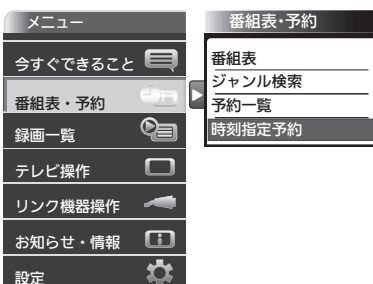 メニュー
今すぐできること
番組表・予約
録画一覧
テレビ操作
リンク機器操作
お知らせ・情報
設定
番組表・予約
番組表
ジャンル検索
予約一覧
時刻指定予約